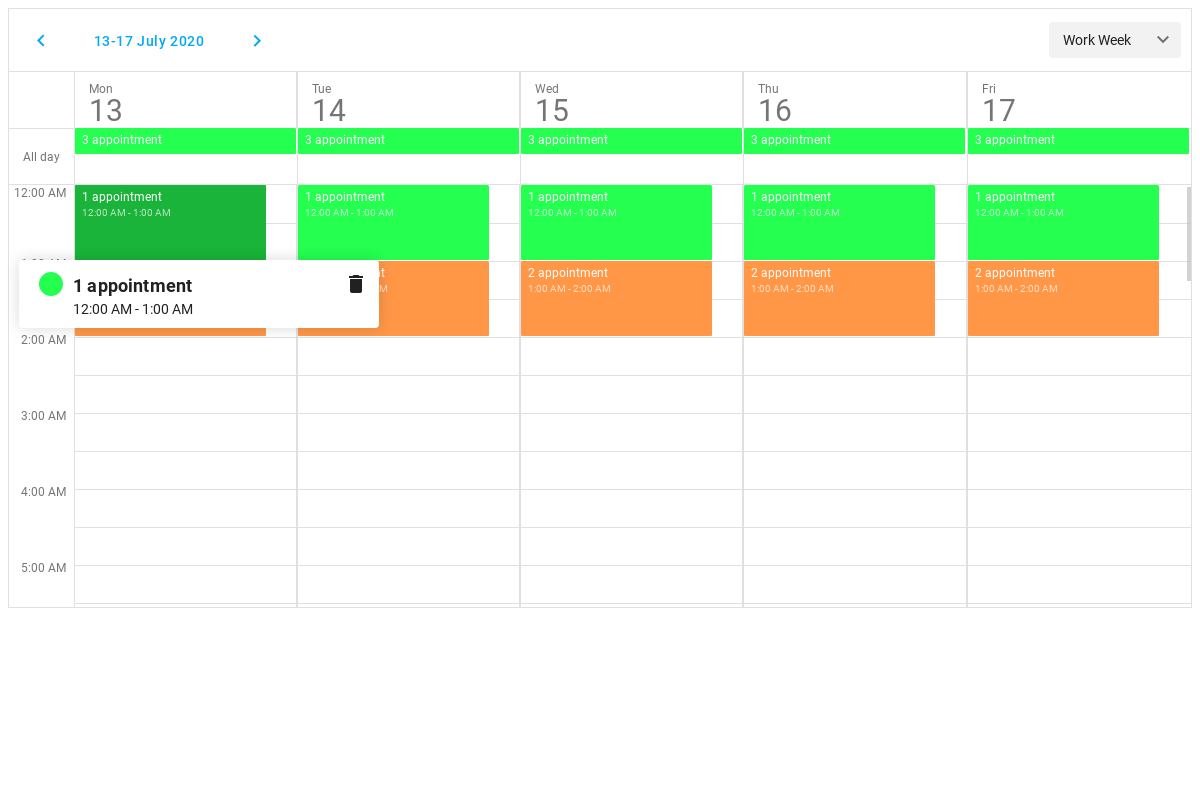 13-17 July 2020
Work Week
Mon
13
Tue
14
Wed
15
Thu
16
Fri
17
All day
3 appointment
3 appointment
3 appointment
3 appointment
3 appointment
12:00 AM
1 appointment
12:00 AM - 1:00 AM
1 appointment
12:00 AM - 1:00 AM
1 appointment
12:00 AM - 1:00 AM
1 appointment
12:00 AM - 1:00 AM
1 appointment
12:00 AM - 1:00 AM
1 appointment
12:00 AM - 1:00 AM
2 appointment
1:00 AM - 2:00 AM
2 appointment
1:00 AM - 2:00 AM
2 appointment
1:00 AM - 2:00 AM
2:00 AM
3:00 AM
4:00 AM
5:00 AM